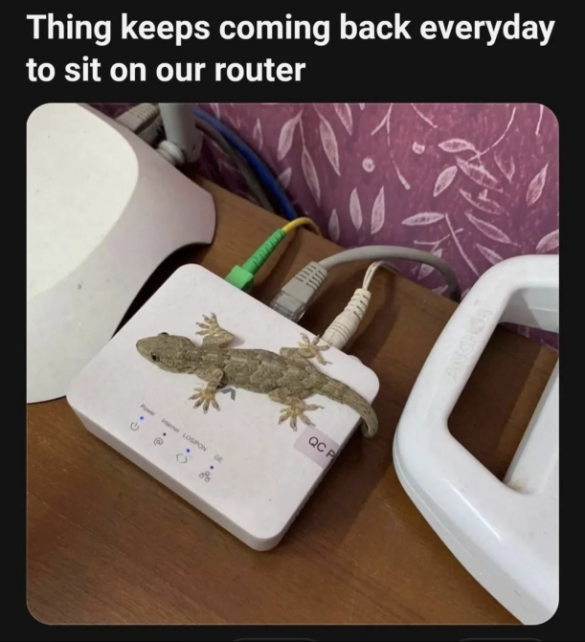 Thing keeps coming back everyday
to sit on our router
Power
Internet
LOS/PON
GE
QC P